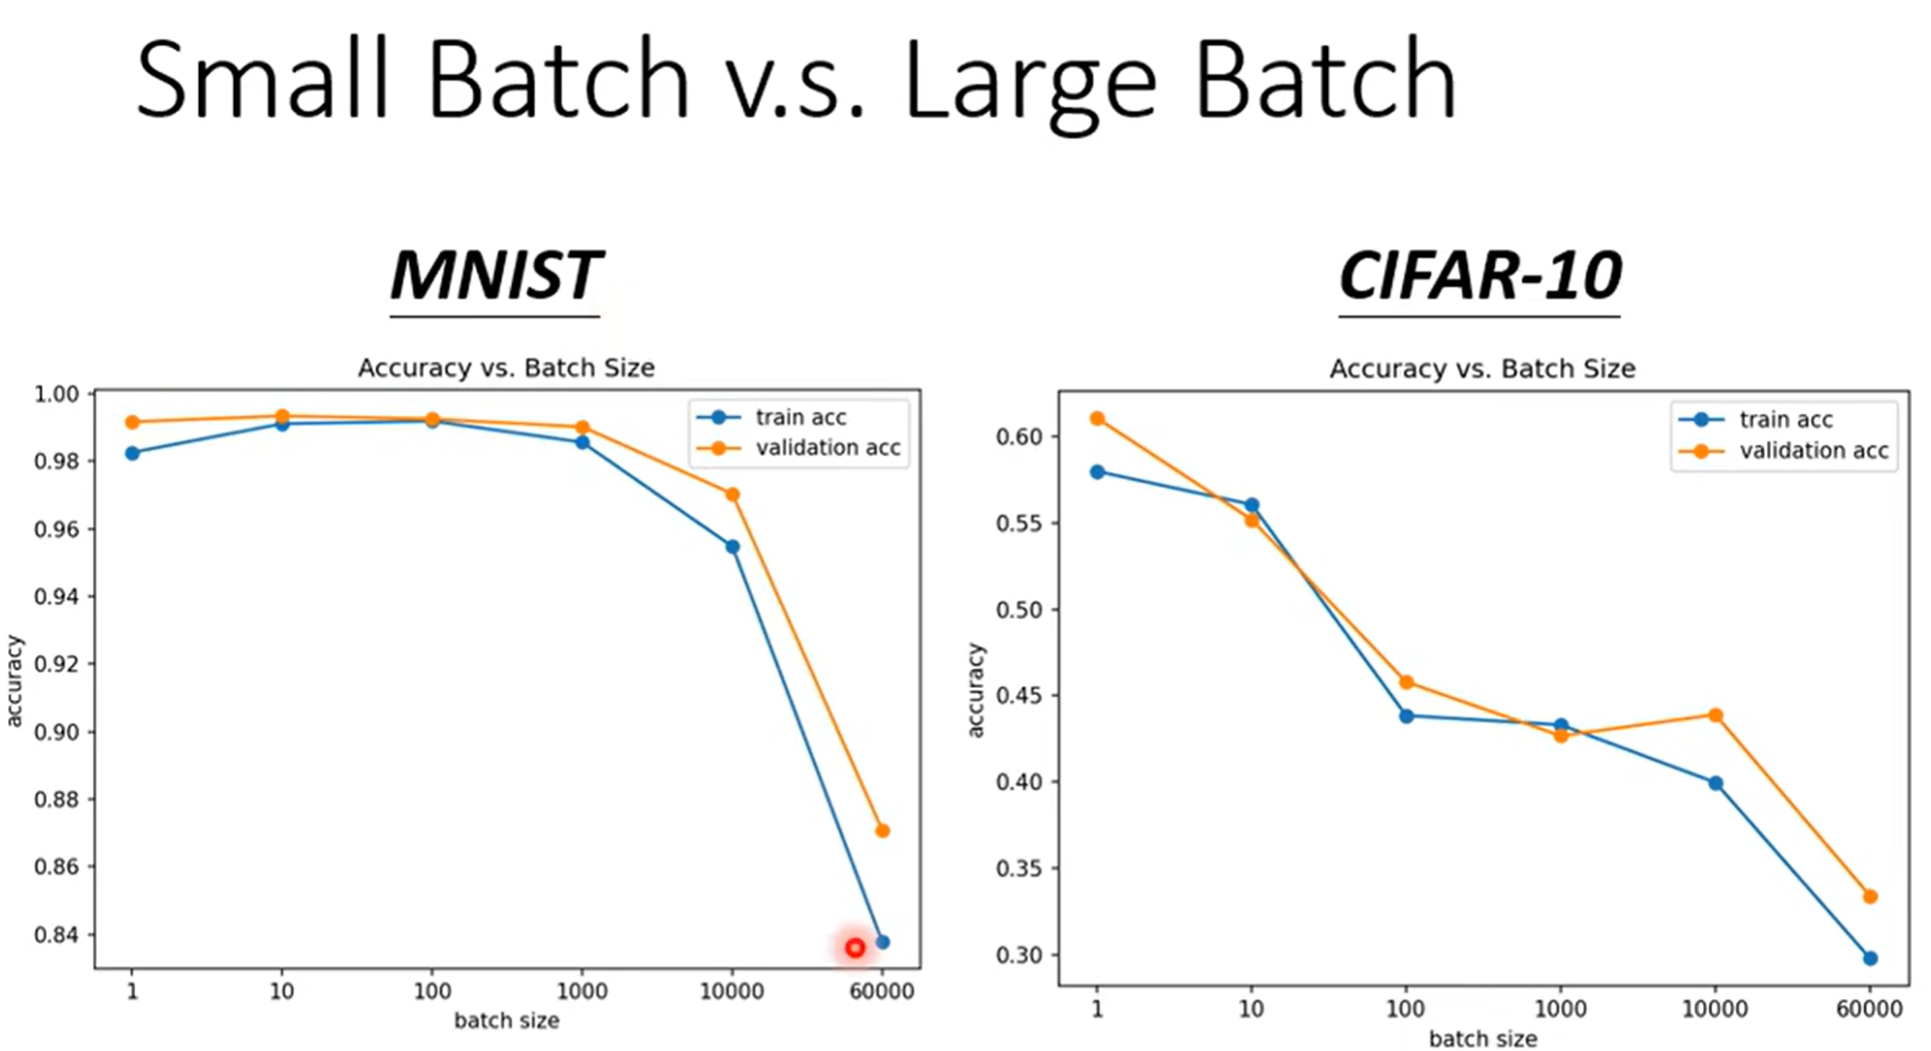 Small Batch v.s. Large Batch
MNIST
Accuracy vs. Batch Size
train acc
validation acc
1.00
0.98
0.96
0.94
0.92
0.90
0.88
0.86
0.84
accuracy
1 10 100 1000 10000 60000
batch size
CIFAR-10
Accuracy vs. Batch Size
train acc
validation acc
0.60
0.55
0.50
0.45
0.40
0.35
0.30
accuracy
1 10 100 1000 10000 60000
batch size